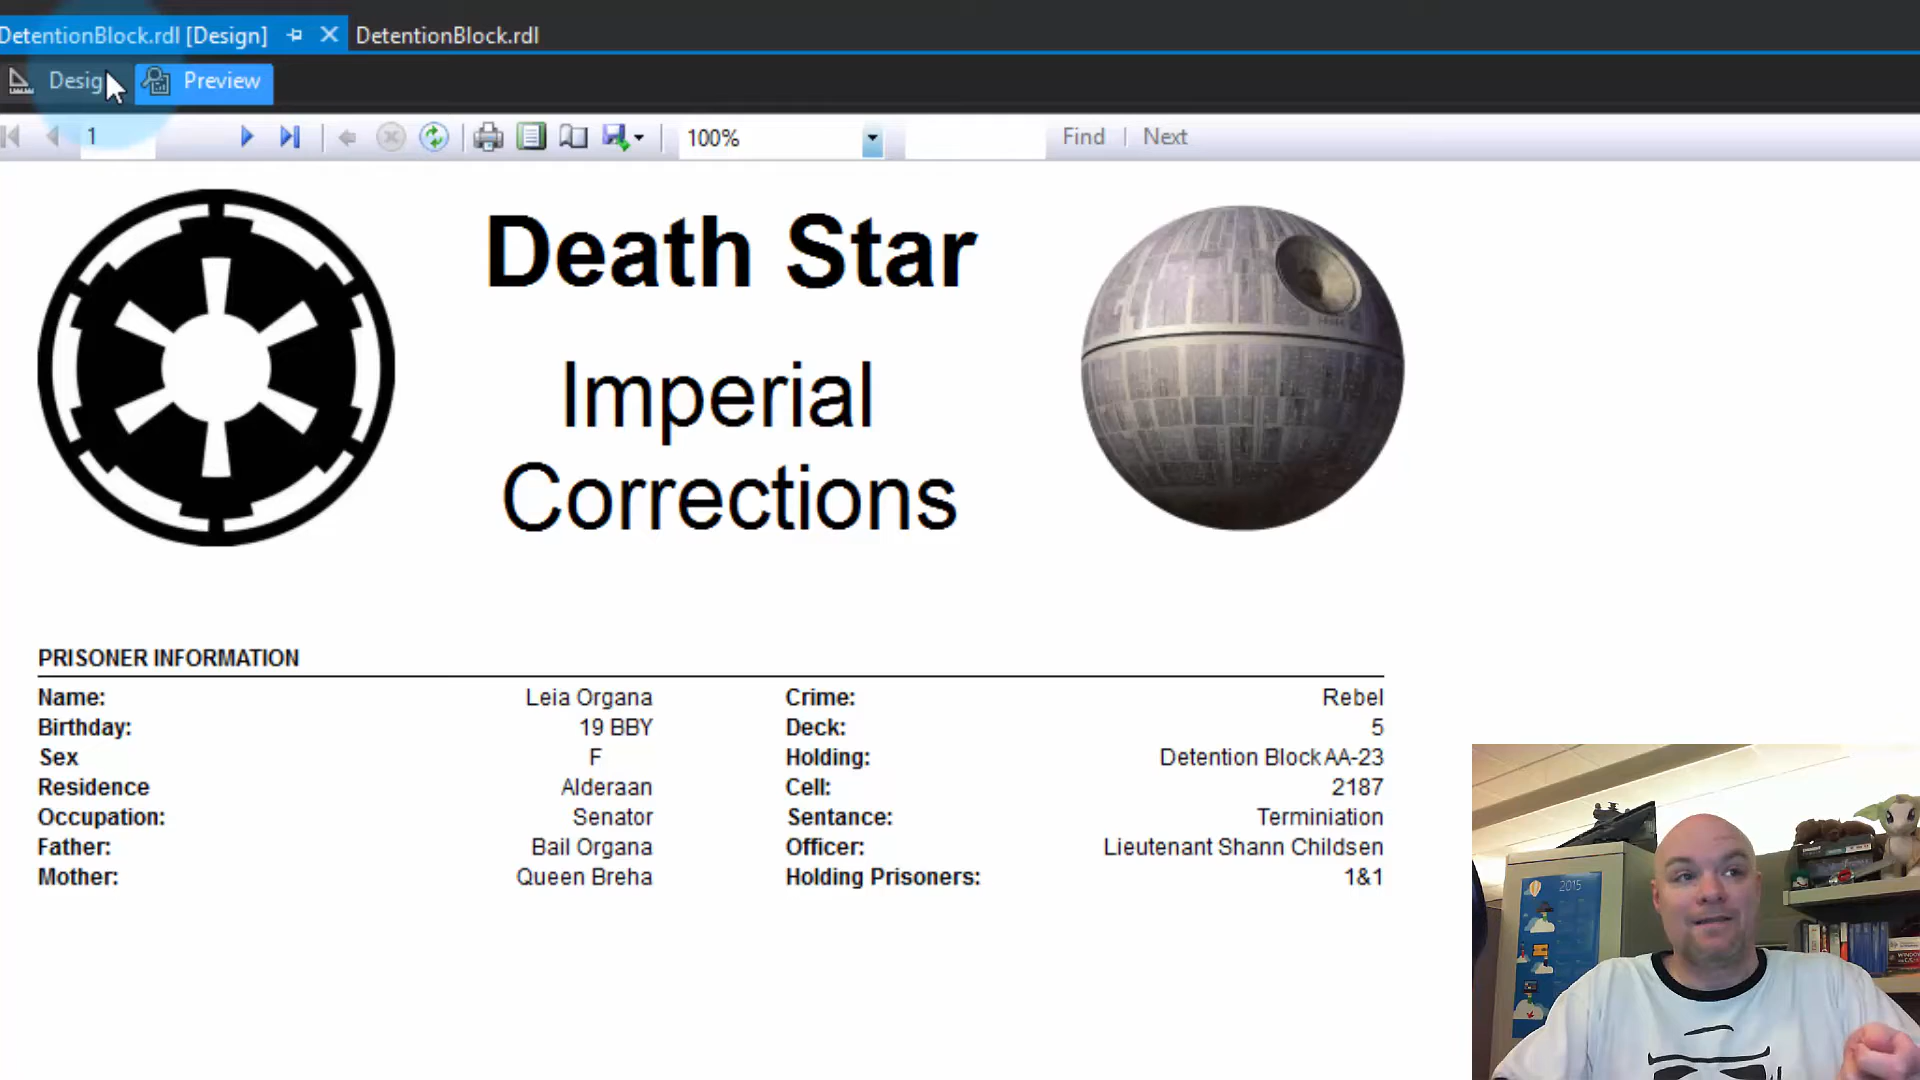 DetentionBlock.rdl [Design] DetentionBlock.rdl
Desig Preview
1 100% Find Next
Death Star
Imperial
Corrections
PRISONER INFORMATION
Name: Leia Organa Crime: Rebel
Birthday: 19 BBY Deck: 5
Sex F Holding: Detention Block AA-23
Residence Alderaan Cell: 2187
Occupation: Senator Sentance: Terminiation
Father: Bail Organa Officer: Lieutenant Shann Childsen
Mother: Queen Breha Holding Prisoners: 1&1
2015